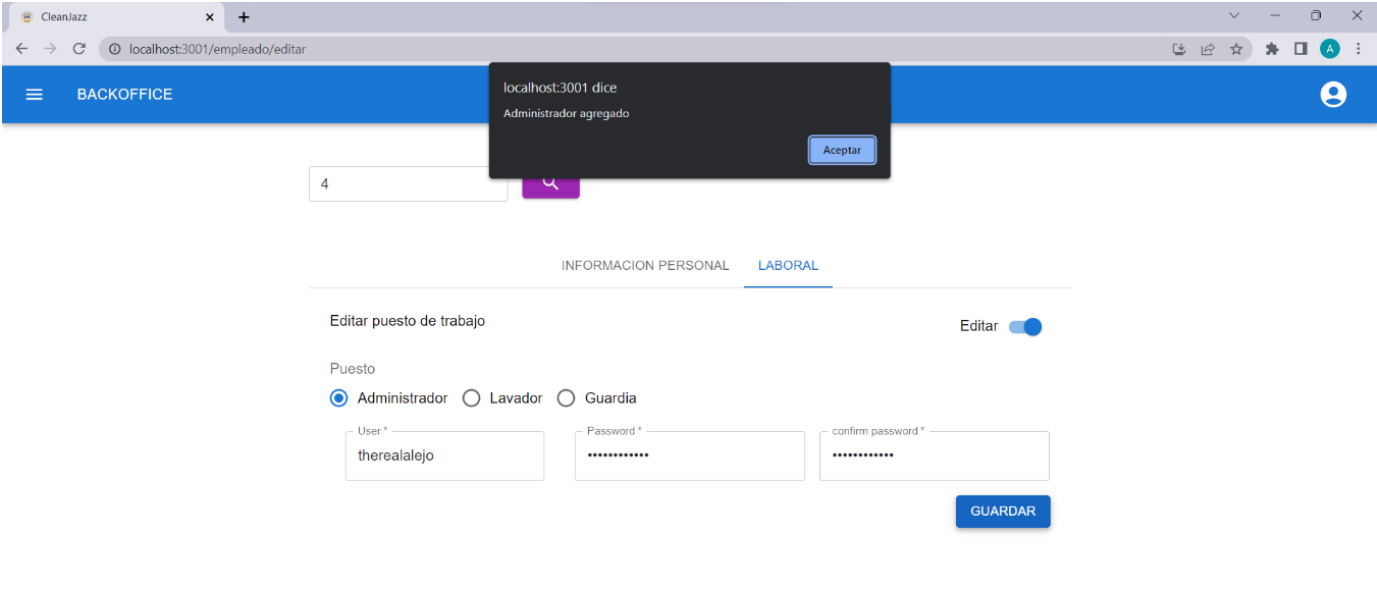 CleanJazz
localhost:3001/empleado/editar
A
BACKOFFICE
localhost:3001 dice
Administrador agregado
Aceptar
4
INFORMACION PERSONAL LABORAL
Editar puesto de trabajo
Editar
Puesto
Administrador Lavador Guardia
User * Password * confirm password *
therealalejo •••••••••••• ••••••••••••
GUARDAR